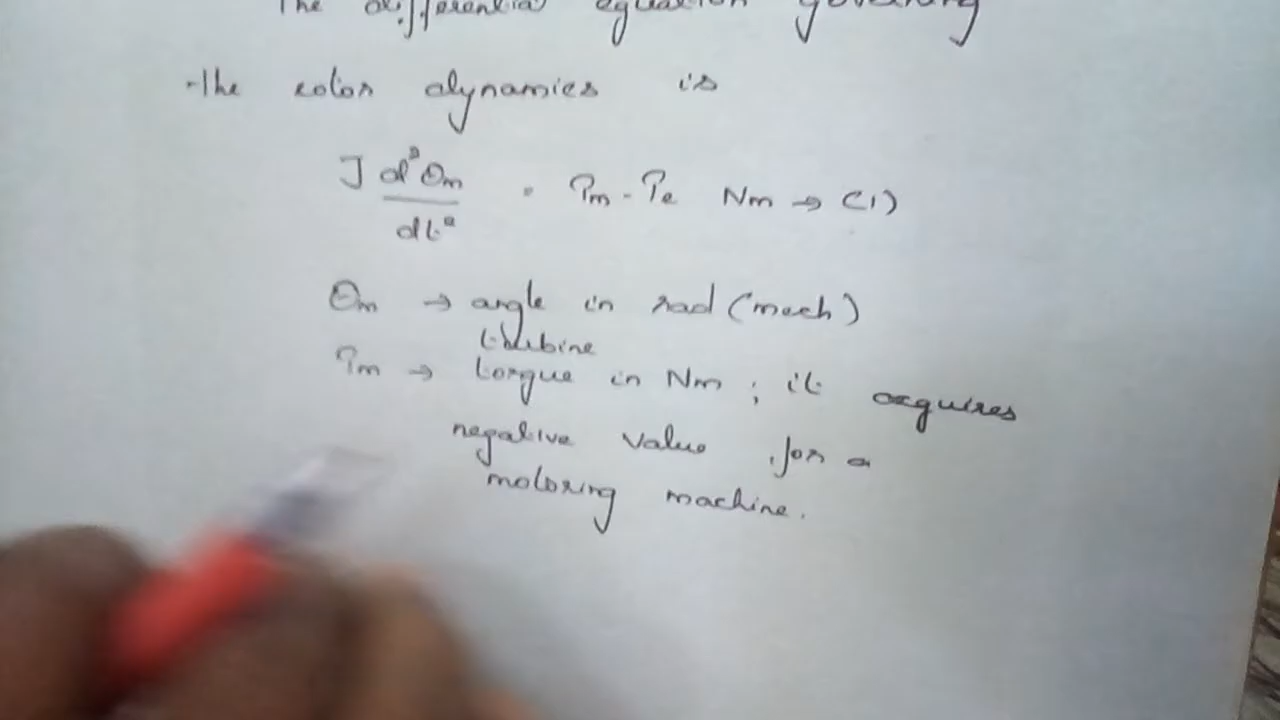 The differential equation governing
The rotor dynamics is
J d²θm / dt² = Tm - Te Nm → (1)
θm → angle in rad (mech)
turbine
Tm → torque in Nm ; it acquires
negative value for a
motoring machine.